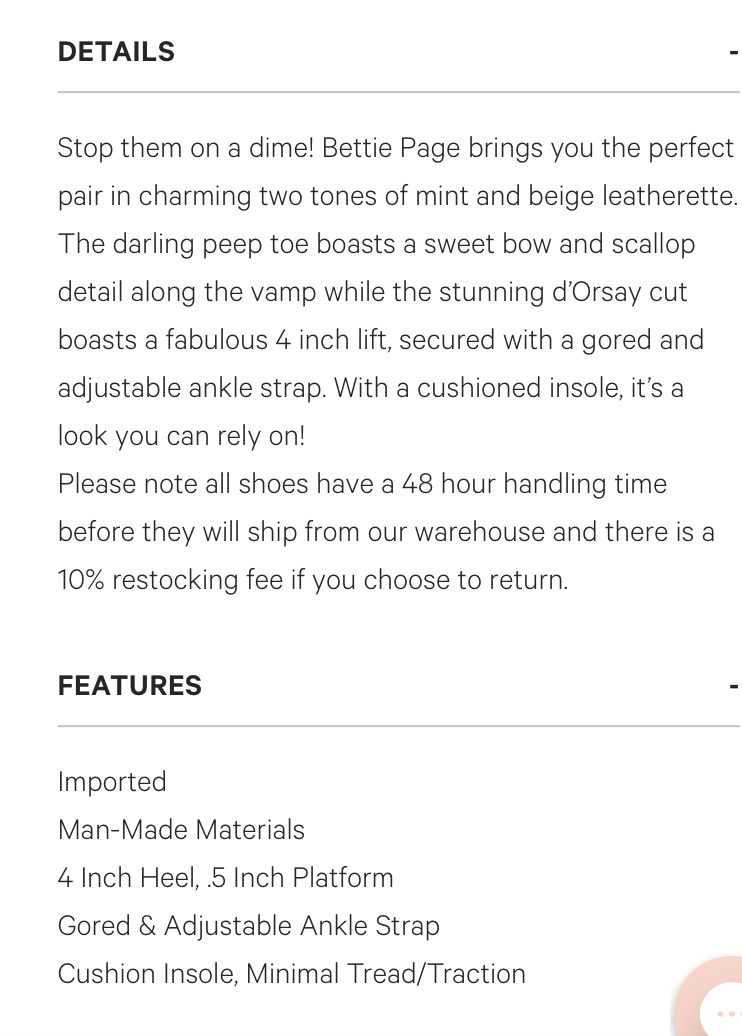 DETAILS -
Stop them on a dime! Bettie Page brings you the perfect
pair in charming two tones of mint and beige leatherette.
The darling peep toe boasts a sweet bow and scallop
detail along the vamp while the stunning d’Orsay cut
boasts a fabulous 4 inch lift, secured with a gored and
adjustable ankle strap. With a cushioned insole, it’s a
look you can rely on!
Please note all shoes have a 48 hour handling time
before they will ship from our warehouse and there is a
10% restocking fee if you choose to return.
FEATURES -
Imported
Man-Made Materials
4 Inch Heel, .5 Inch Platform
Gored & Adjustable Ankle Strap
Cushion Insole, Minimal Tread/Traction